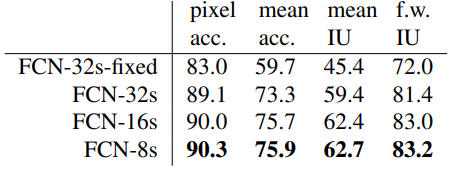 pixel mean mean f.w.
acc. acc. IU IU
FCN-32s-fixed 83.0 59.7 45.4 72.0
FCN-32s 89.1 73.3 59.4 81.4
FCN-16s 90.0 75.7 62.4 83.0
FCN-8s 90.3 75.9 62.7 83.2